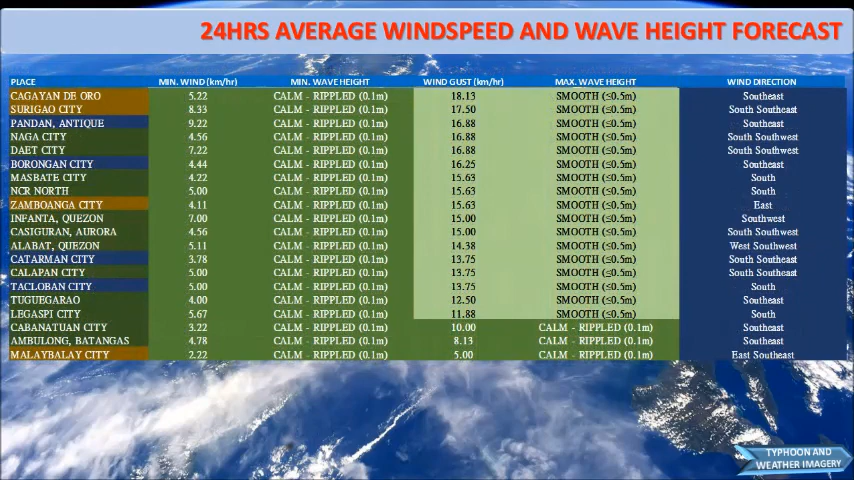 24HRS AVERAGE WINDSPEED AND WAVE HEIGHT FORECAST
PLACE MIN. WIND (km/hr) MIN. WAVE HEIGHT WIND GUST (km/hr) MAX. WAVE HEIGHT WIND DIRECTION
CAGAYAN DE ORO 5.22 CALM - RIPPLED (0.1m) 18.13 SMOOTH (≤0.5m) Southeast
SURIGAO CITY 8.33 CALM - RIPPLED (0.1m) 17.50 SMOOTH (≤0.5m) South Southeast
PANDAN, ANTIQUE 9.22 CALM - RIPPLED (0.1m) 16.88 SMOOTH (≤0.5m) Southeast
NAGA CITY 4.56 CALM - RIPPLED (0.1m) 16.88 SMOOTH (≤0.5m) South Southwest
DAET CITY 7.22 CALM - RIPPLED (0.1m) 16.88 SMOOTH (≤0.5m) South Southwest
BORONGAN CITY 4.44 CALM - RIPPLED (0.1m) 16.25 SMOOTH (≤0.5m) Southeast
MASBATE CITY 4.22 CALM - RIPPLED (0.1m) 15.63 SMOOTH (≤0.5m) South
NCR NORTH 5.00 CALM - RIPPLED (0.1m) 15.63 SMOOTH (≤0.5m) South
ZAMBOANGA CITY 4.11 CALM - RIPPLED (0.1m) 15.63 SMOOTH (≤0.5m) East
INFANTA, QUEZON 7.00 CALM - RIPPLED (0.1m) 15.00 SMOOTH (≤0.5m) Southwest
CASIGURAN, AURORA 4.56 CALM - RIPPLED (0.1m) 15.00 SMOOTH (≤0.5m) South Southwest
ALABAT, QUEZON 5.11 CALM - RIPPLED (0.1m) 14.38 SMOOTH (≤0.5m) West Southwest
CATARMAN CITY 3.78 CALM - RIPPLED (0.1m) 13.75 SMOOTH (≤0.5m) South Southeast
CALAPAN CITY 5.00 CALM - RIPPLED (0.1m) 13.75 SMOOTH (≤0.5m) South Southeast
TACLOBAN CITY 5.00 CALM - RIPPLED (0.1m) 13.75 SMOOTH (≤0.5m) South
TUGUEGARAO 4.00 CALM - RIPPLED (0.1m) 12.50 SMOOTH (≤0.5m) Southeast
LEGASPI CITY 5.67 CALM - RIPPLED (0.1m) 11.88 SMOOTH (≤0.5m) South
CABANATUAN CITY 3.22 CALM - RIPPLED (0.1m) 10.00 CALM - RIPPLED (0.1m) Southeast
AMBULONG, BATANGAS 4.78 CALM - RIPPLED (0.1m) 8.13 CALM - RIPPLED (0.1m) Southeast
MALAYBALAY CITY 2.22 CALM - RIPPLED (0.1m) 5.00 CALM - RIPPLED (0.1m) East Southeast
TYPHOON AND
WEATHER IMAGERY